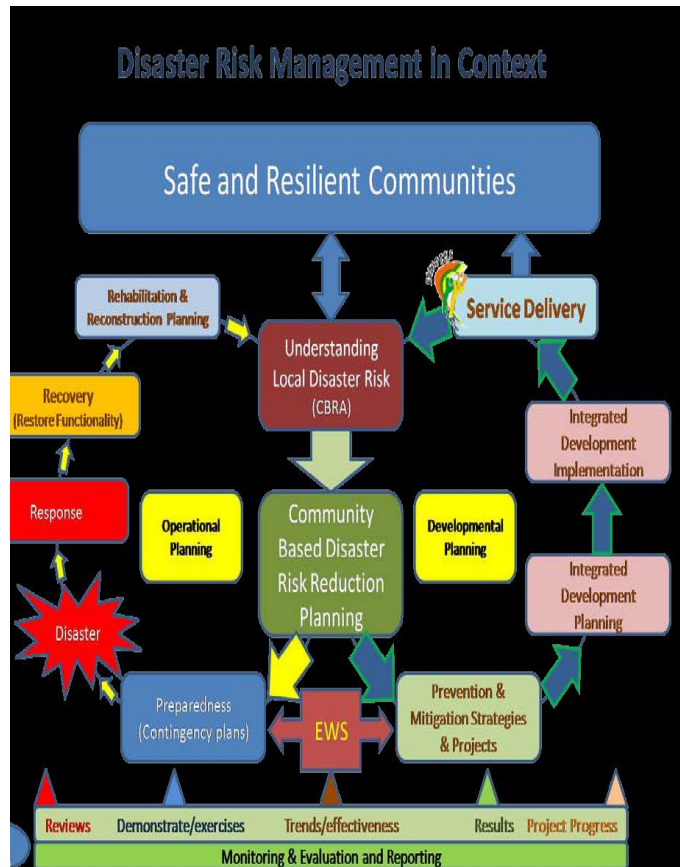 Disaster Risk Management in Context
Safe and Resilient Communities
Rehabilitation &
Reconstruction Planning
Service Delivery
Understanding
Local Disaster Risk
(CBRA)
Recovery
(Restore Functionality)
Integrated
Development
Implementation
Response
Operational
Planning
Community
Based Disaster
Risk Reduction
Planning
Developmental
Planning
Integrated
Development
Planning
Disaster
Preparedness
(Contingency plans)
EWS
Prevention &
Mitigation Strategies
& Projects
Reviews Demonstrate/exercises Trends/effectiveness Results Project Progress
Monitoring & Evaluation and Reporting